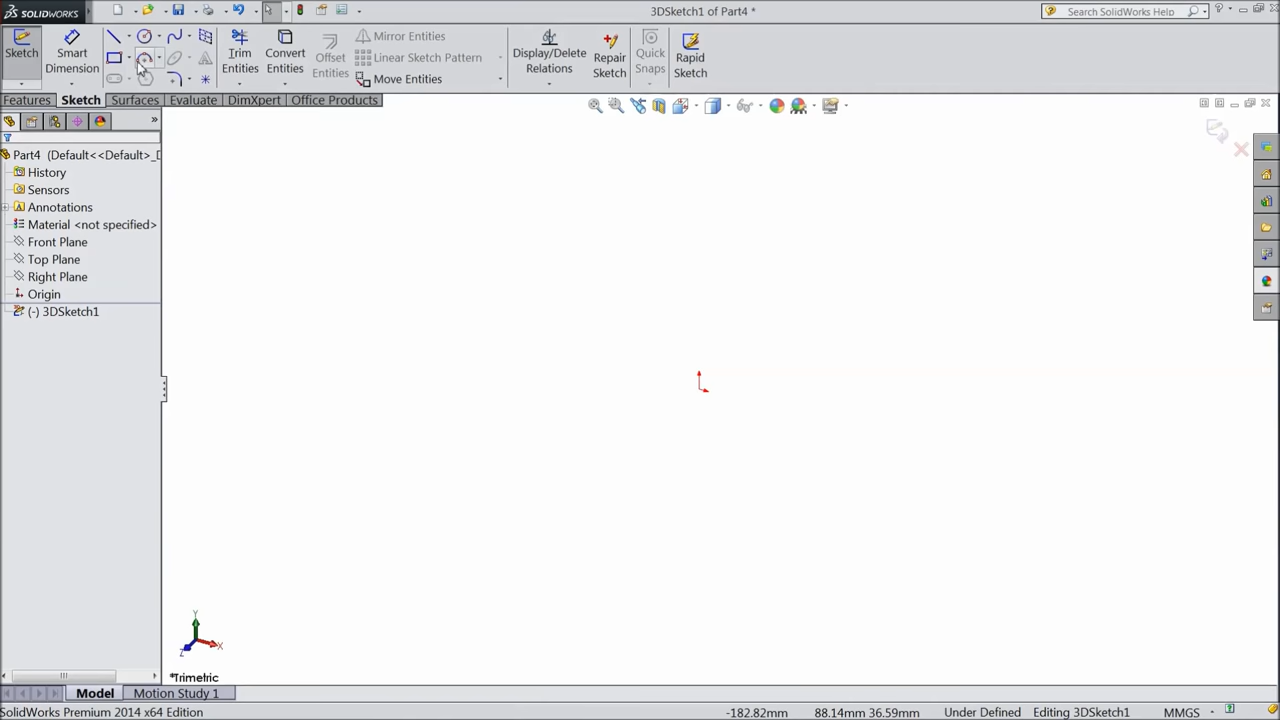 SOLIDWORKS
3DSketch1 of Part4 *
Search SolidWorks Help
Sketch
Smart Dimension
Trim Entities
Convert Entities
Offset Entities
Mirror Entities
Linear Sketch Pattern
Move Entities
Display/Delete Relations
Repair Sketch
Quick Snaps
Rapid Sketch
Features
Sketch
Surfaces
Evaluate
DimXpert
Office Products
Part4 (Default<<Default>_D
History
Sensors
Annotations
Material <not specified>
Front Plane
Top Plane
Right Plane
Origin
(-) 3DSketch1
Y
X
Z
*Trimetric
Model
Motion Study 1
SolidWorks Premium 2014 x64 Edition
-182.82mm
88.14mm 36.59mm
Under Defined
Editing 3DSketch1
MMGS